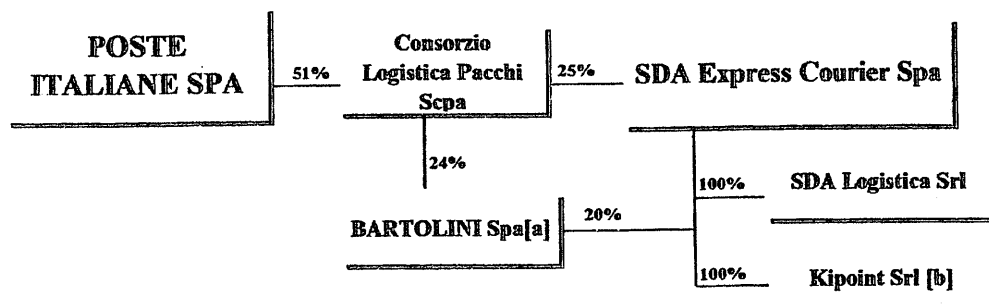 POSTE
ITALIANE SPA
51%
Consorzio
Logistica Pacchi
Scpa
25%
SDA Express Courier Spa
24%
100%
SDA Logistica Srl
BARTOLINI Spa[a]
20%
100%
Kipoint Srl [b]